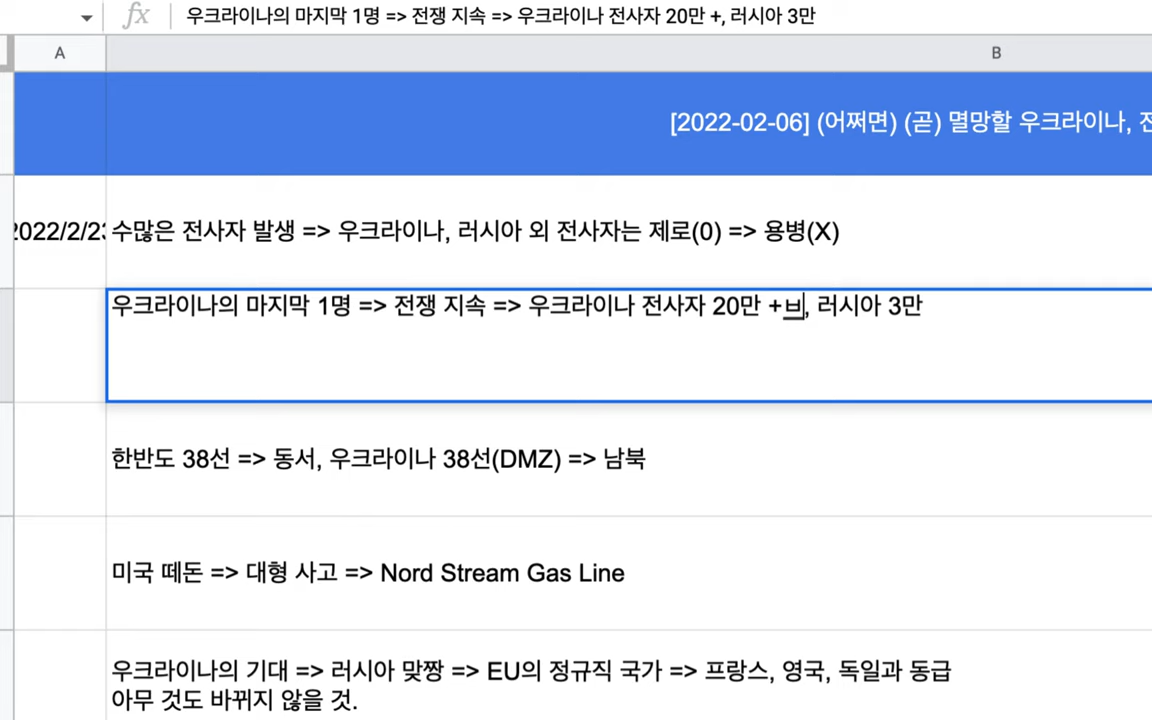 fx 우크라이나의 마지막 1명 => 전쟁 지속 => 우크라이나 전사자 20만 +, 러시아 3만
A B
[2022-02-06] (어쩌면) (곧) 멸망할 우크라이나, 전
2022/2/23 수많은 전사자 발생 => 우크라이나, 러시아 외 전사자는 제로(0) => 용병(X)
우크라이나의 마지막 1명 => 전쟁 지속 => 우크라이나 전사자 20만 +ㅂ, 러시아 3만
한반도 38선 => 동서, 우크라이나 38선(DMZ) => 남북
미국 떼돈 => 대형 사고 => Nord Stream Gas Line
우크라이나의 기대 => 러시아 맞짱 => EU의 정규직 국가 => 프랑스, 영국, 독일과 동급
아무 것도 바뀌지 않을 것.